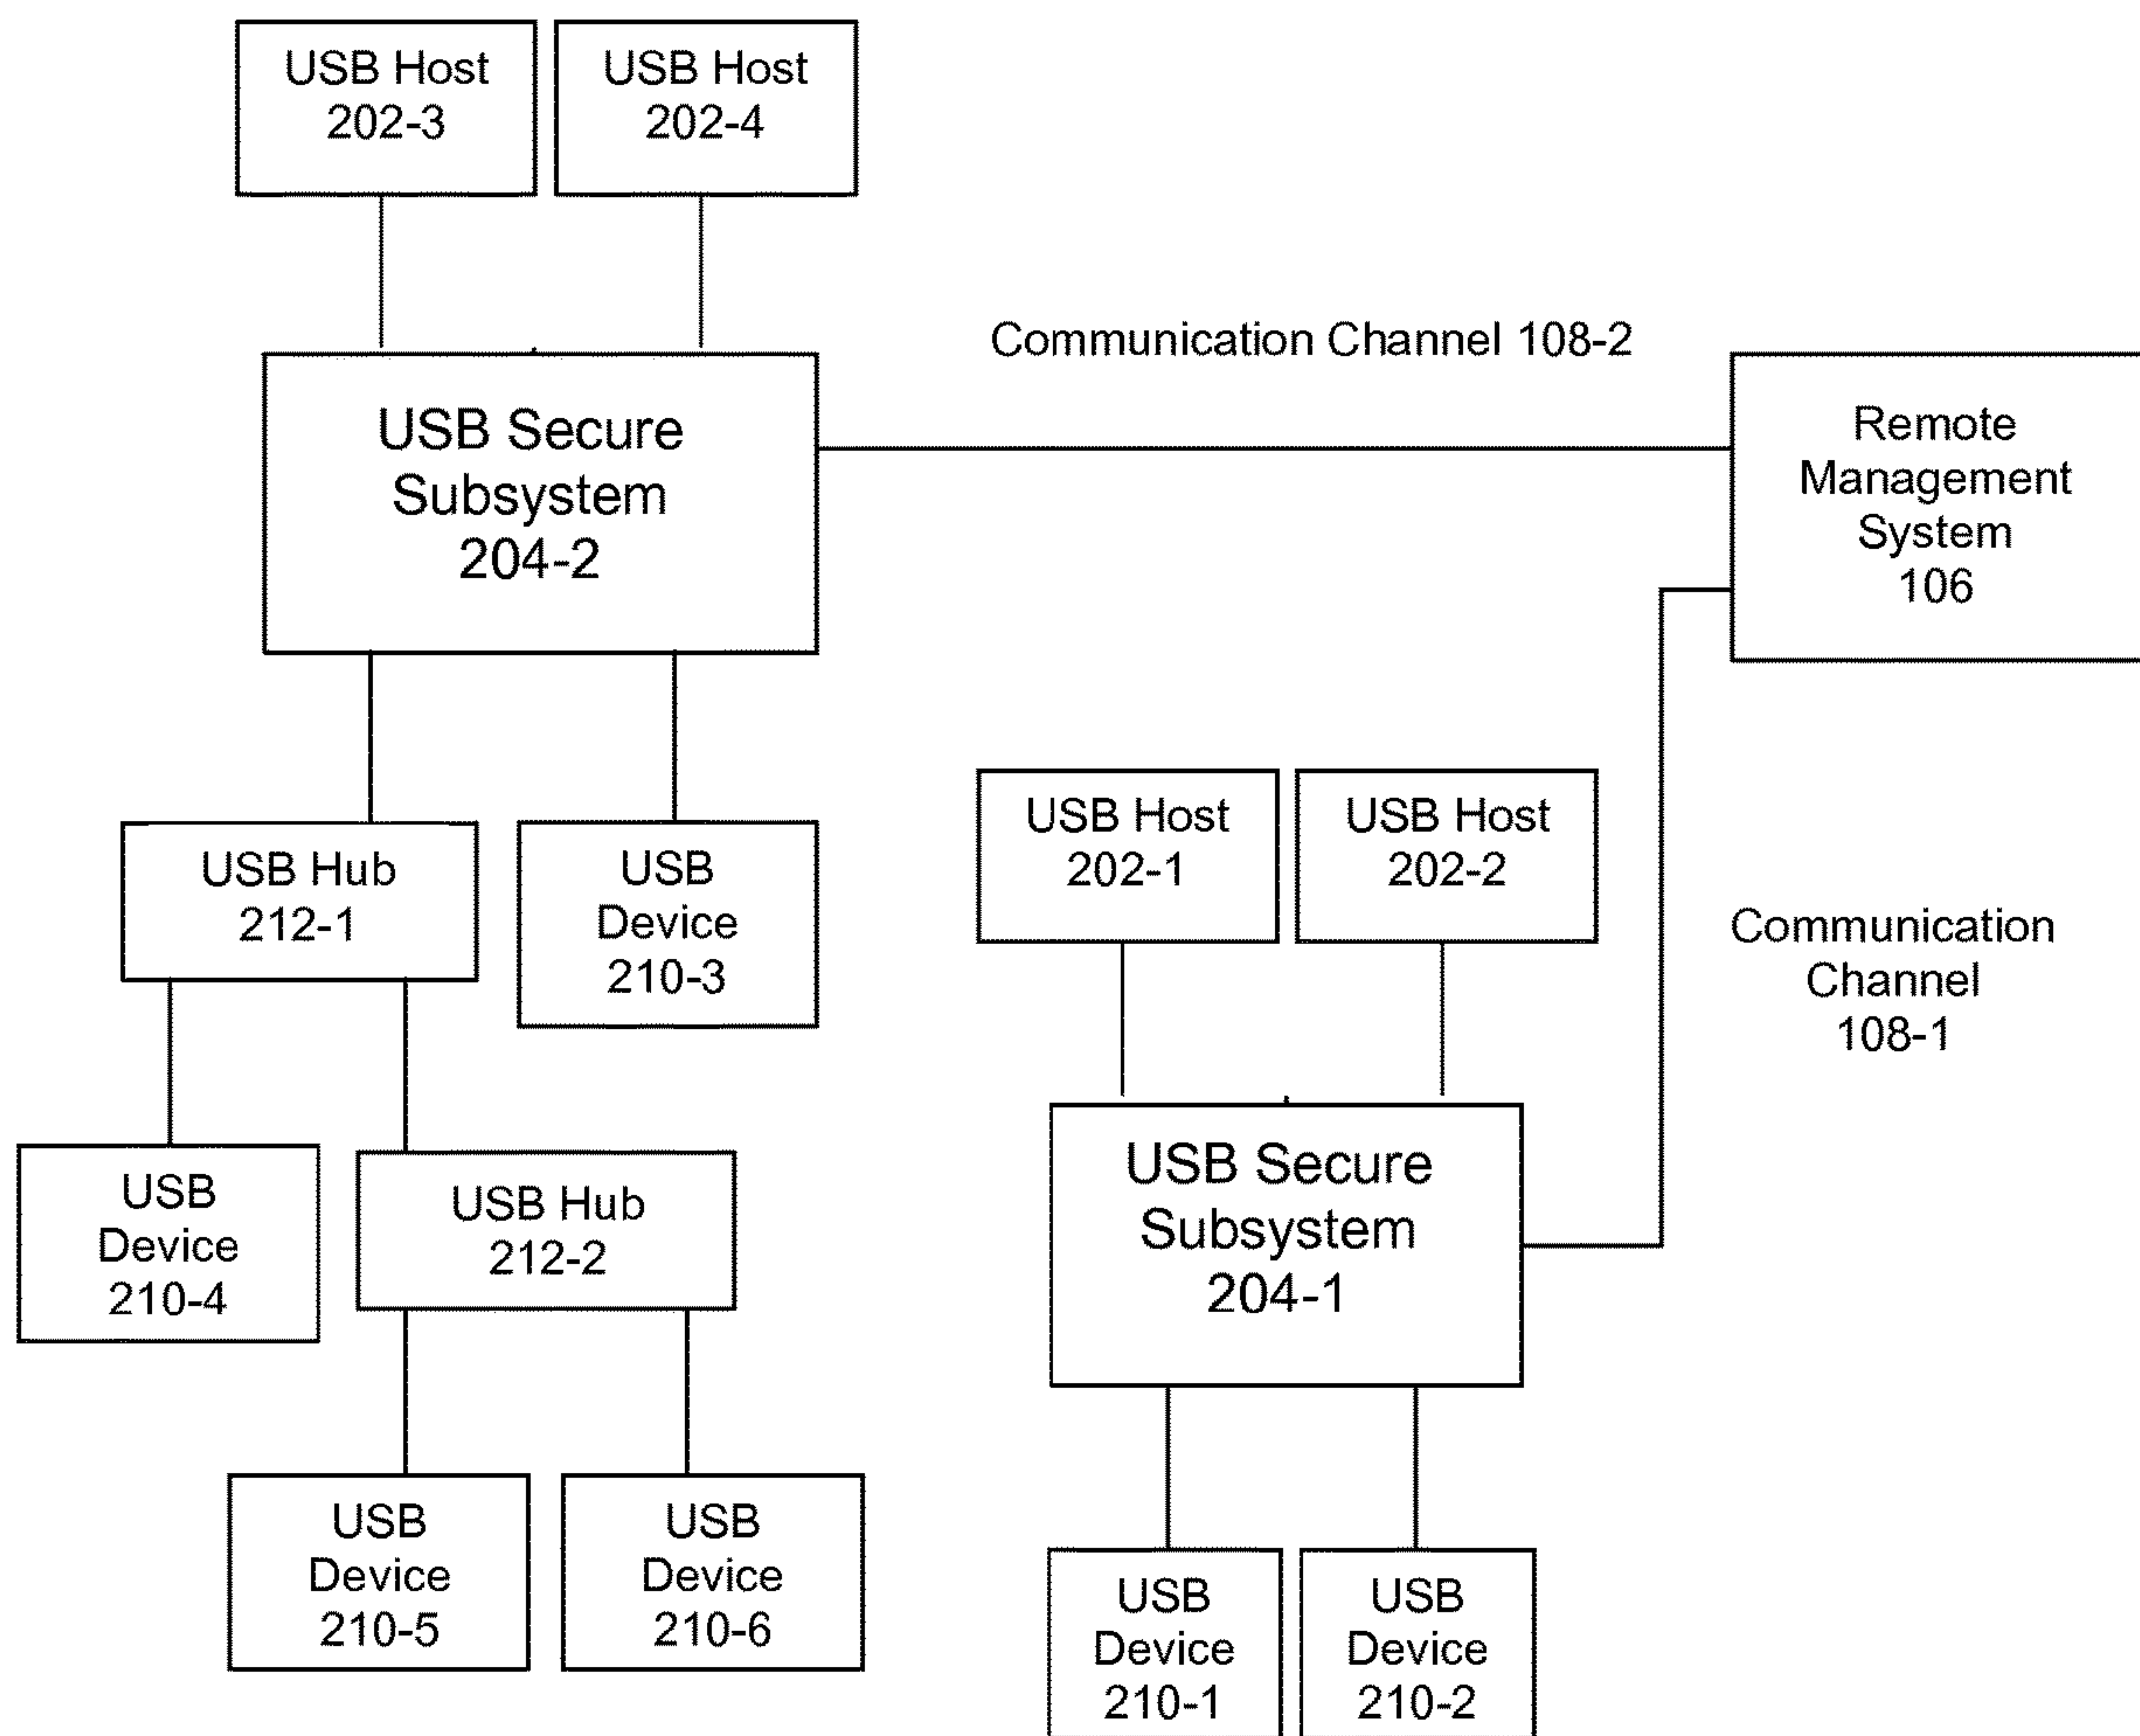 USB Host
202-3
USB Host
202-4
Communication Channel 108-2
USB Secure
Subsystem
204-2
Remote
Management
System
106
USB Hub
212-1
USB
Device
210-3
USB Host
202-1
USB Host
202-2
Communication
Channel
108-1
USB
Device
210-4
USB Hub
212-2
USB Secure
Subsystem
204-1
USB
Device
210-5
USB
Device
210-6
USB
Device
210-1
USB
Device
210-2